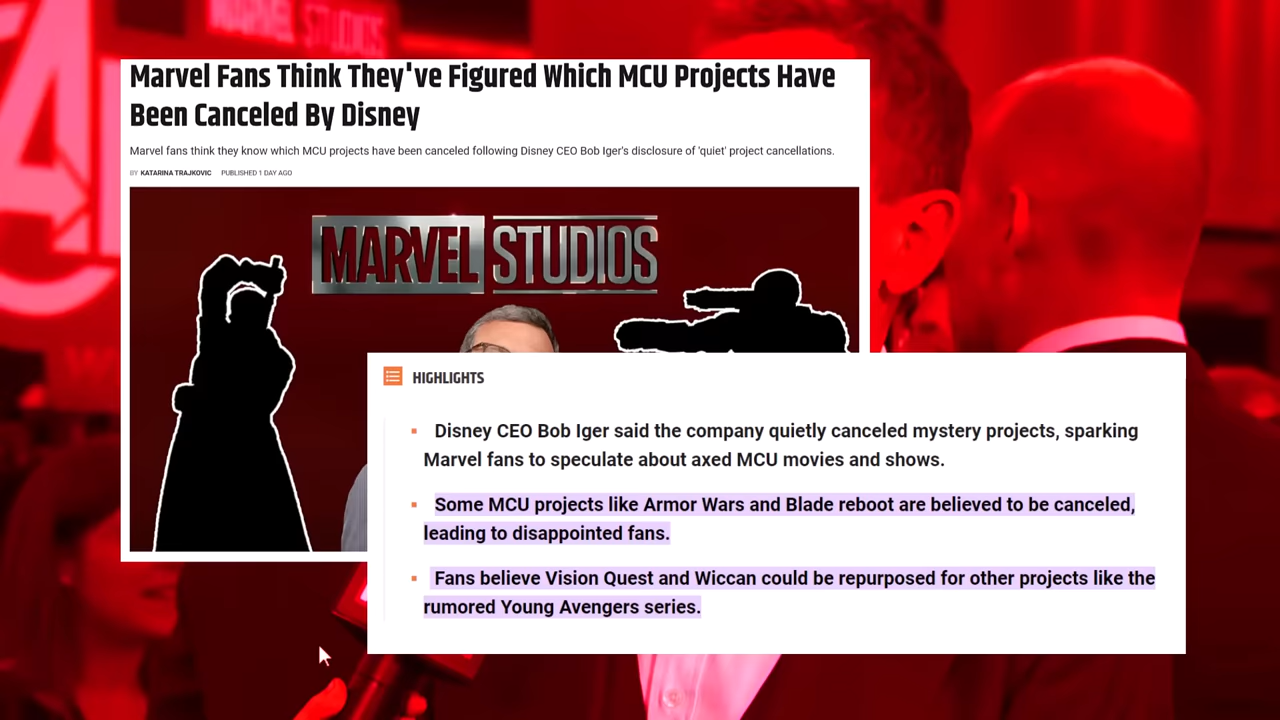 MARVEL STUDIOS
Marvel Fans Think They've Figured Which MCU Projects Have
Been Canceled By Disney
Marvel fans think they know which MCU projects have been canceled following Disney CEO Bob Iger's disclosure of 'quiet' project cancellations.
BY KATARINA TRAJKOVIC PUBLISHED 1 DAY AGO
MARVEL STUDIOS
HIGHLIGHTS
Disney CEO Bob Iger said the company quietly canceled mystery projects, sparking
Marvel fans to speculate about axed MCU movies and shows.
Some MCU projects like Armor Wars and Blade reboot are believed to be canceled,
leading to disappointed fans.
Fans believe Vision Quest and Wiccan could be repurposed for other projects like the
rumored Young Avengers series.